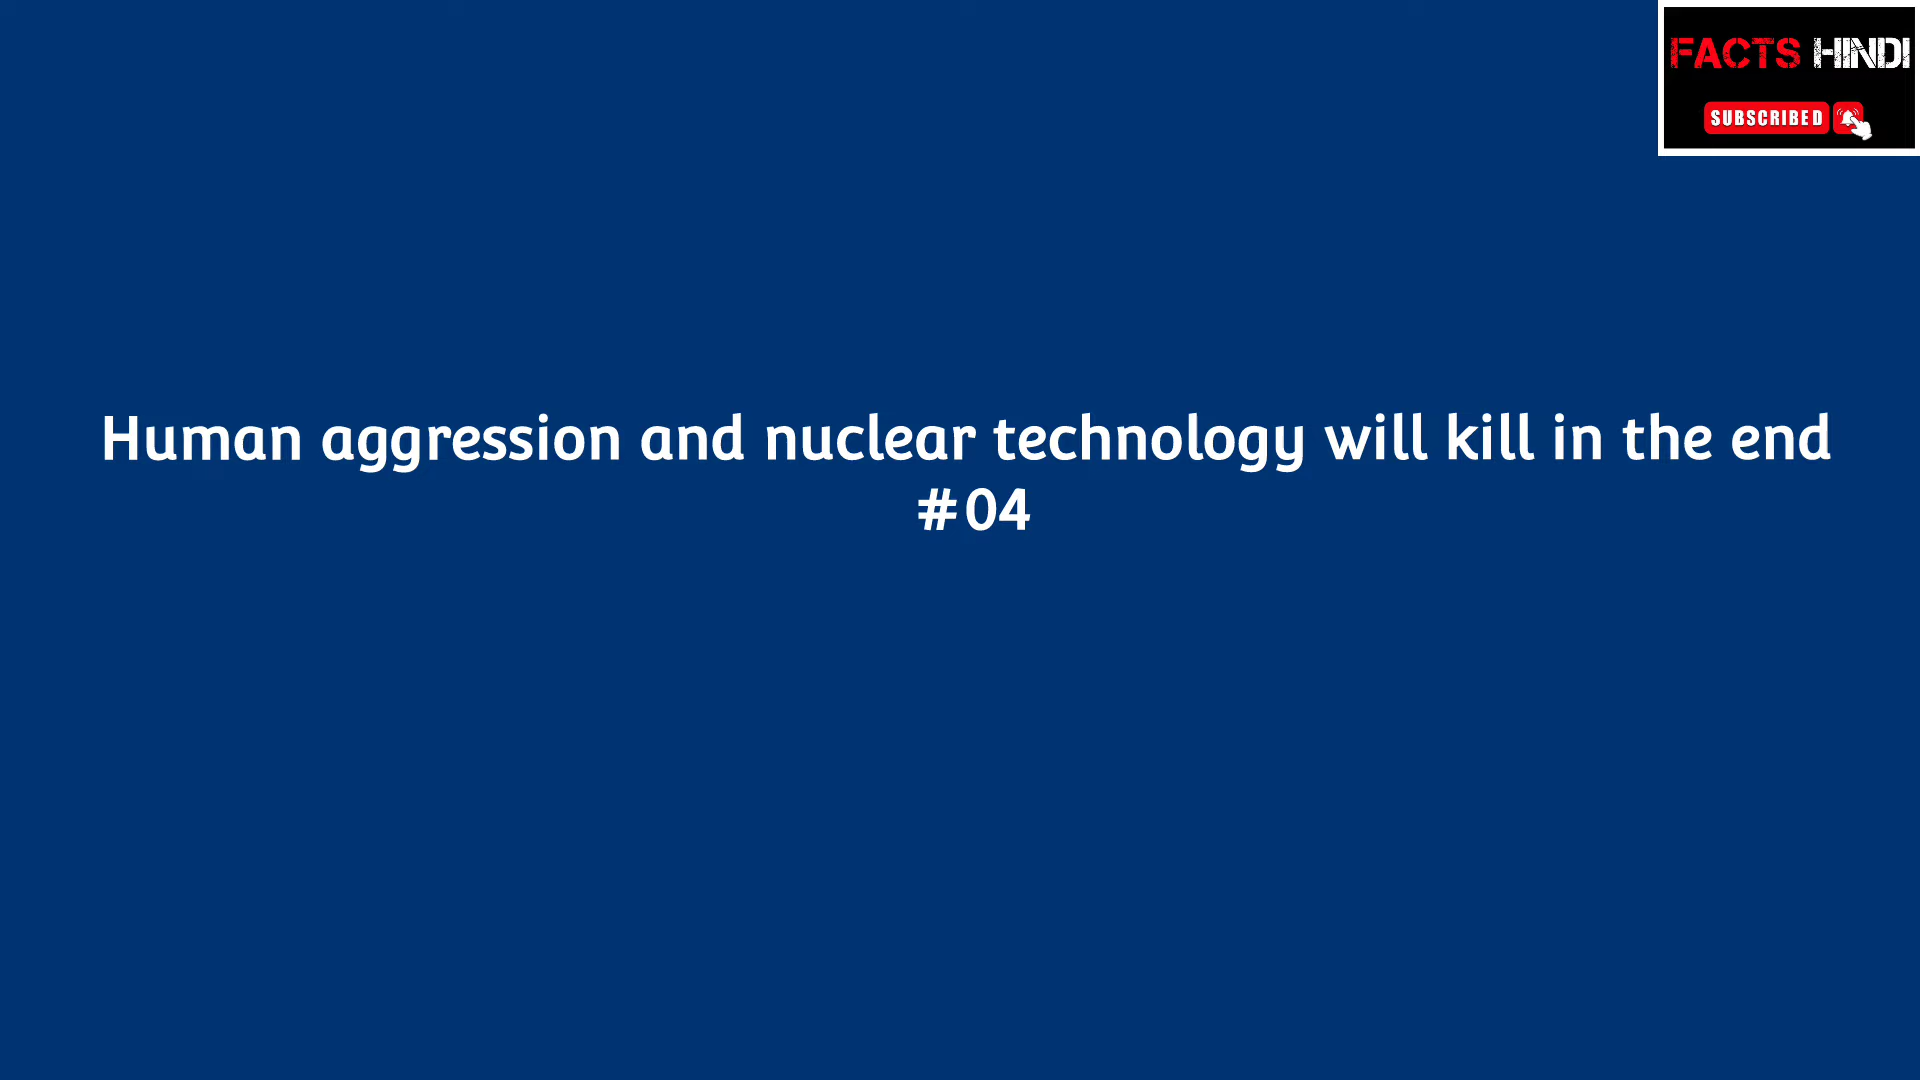 FACTS HINDI
SUBSCRIBED
Human aggression and nuclear technology will kill in the end
#04